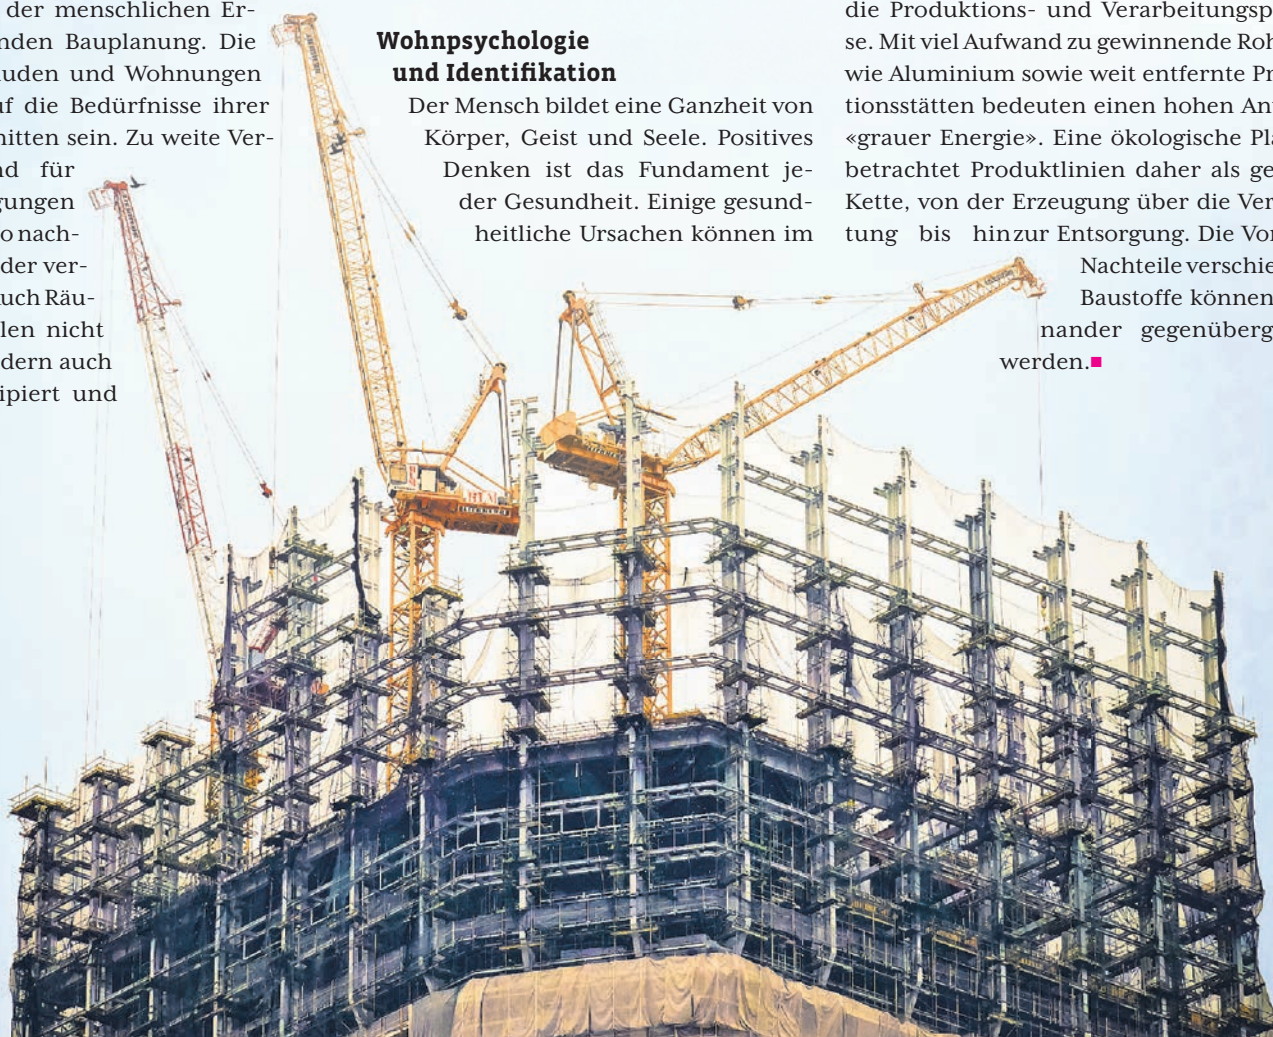 der menschlichen Er-
nden Bauplanung. Die
uden und Wohnungen
uf die Bedürfnisse ihrer
nitten sein. Zu weite Ver-
nd für
gungen
o nach-
der ver-
uch Räu-
len nicht
dern auch
ipiert und
Wohnpsychologie
und Identifikation
Der Mensch bildet eine Ganzheit von
Körper, Geist und Seele. Positives
Denken ist das Fundament je-
der Gesundheit. Einige gesund-
heitliche Ursachen können im
die Produktions- und Verarbeitungsp
se. Mit viel Aufwand zu gewinnende Roh
wie Aluminium sowie weit entfernte Pr
tionsstätten bedeuten einen hohen An
«grauer Energie». Eine ökologische Pla
betrachtet Produktlinien daher als ge
Kette, von der Erzeugung über die Ver
tung bis hinzur Entsorgung. Die Vor
Nachteile verschie
Baustoffe können
nander gegenüberg
werden.